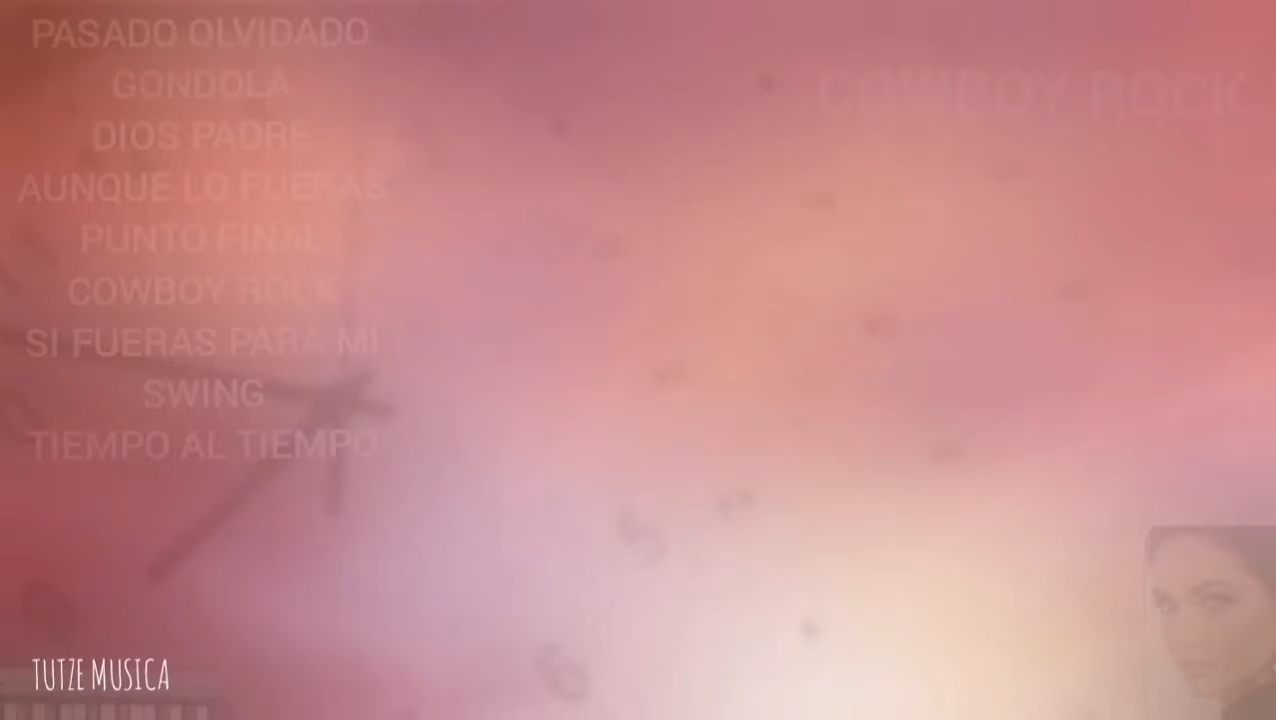 PASADO OLVIDADO
GONDOLA
DIOS PADRE
AUNQUE LO FUERAS
PUNTO FINAL
COWBOY ROCK
SI FUERAS PARA MI
SWING
TIEMPO AL TIEMPO
COWBOY ROCK
TUTZE MUSICA